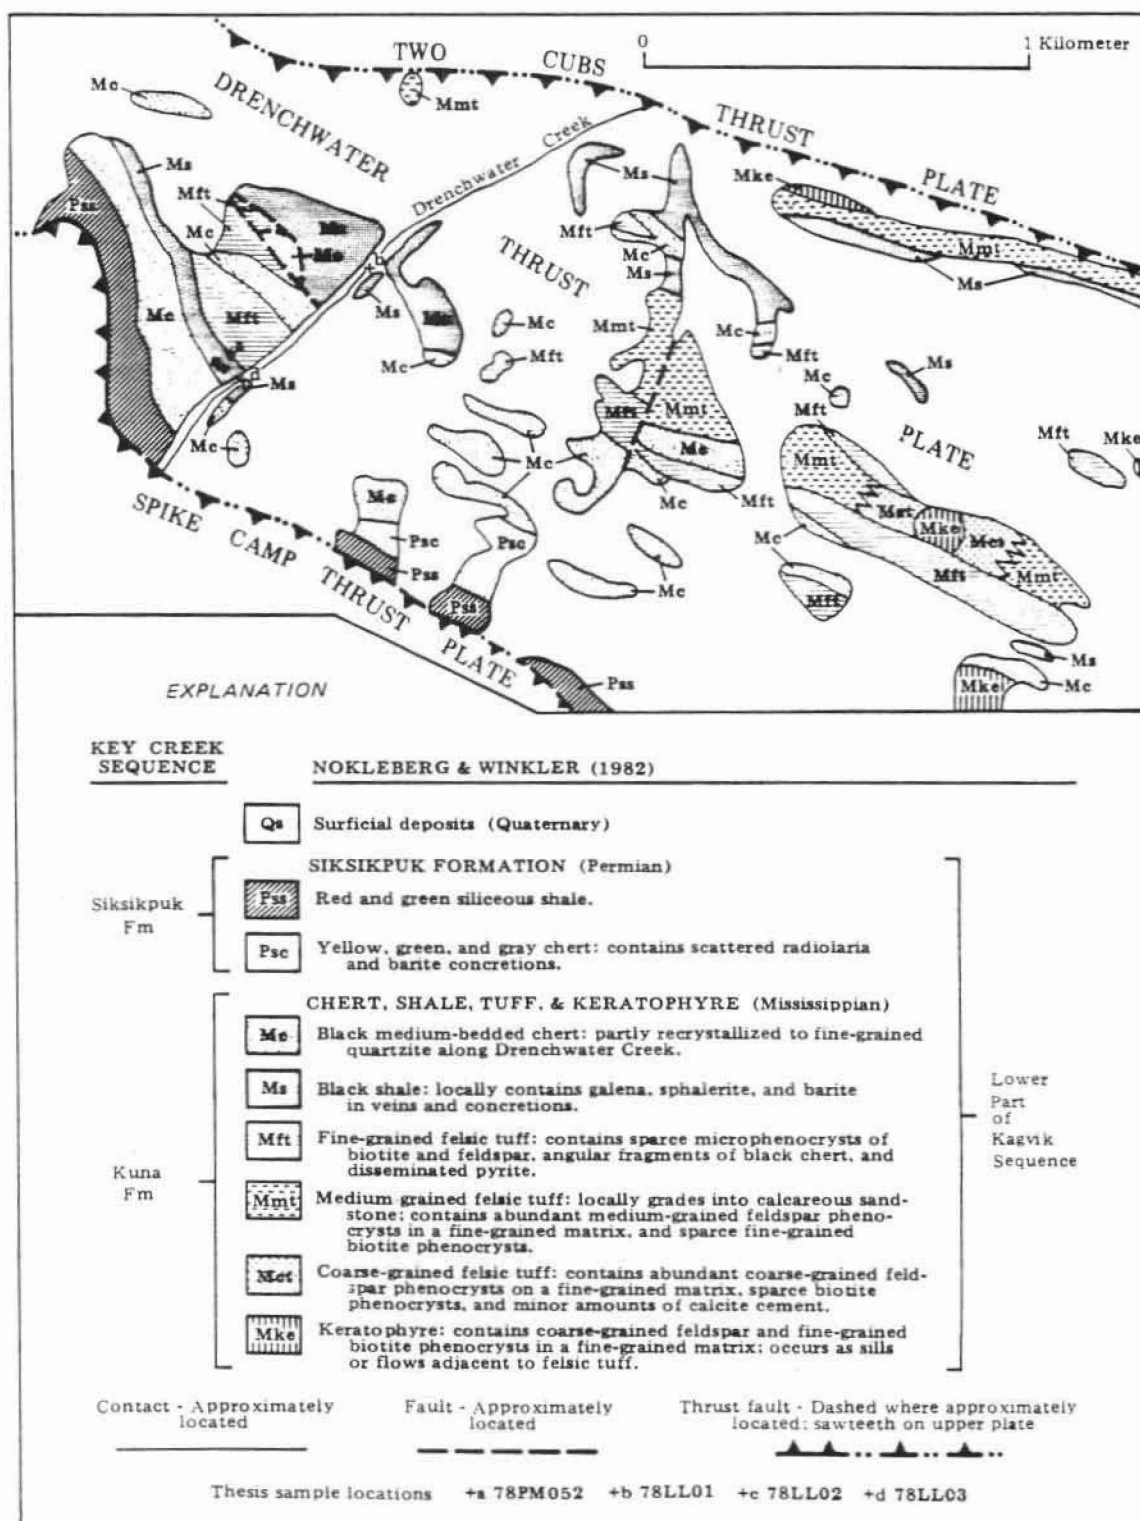 0
1 Kilometer
TWO
CUBS
THRUST
PLATE
DRENCHWATER
THRUST
PLATE
Drenchwater Creek
SPIKE CAMP THRUST PLATE
Mc
Mmt
Ms
Mft
Mc
Pss
Mc
Mft
Ms
Mc
Ms
Mc
Mc
Mft
Mc
Ms
Mft
Mc
Ms
Mmt
Mft
Mmt
Mc
Mc
Mft
Mc
Mft
Mke
Mmt
Ms
Ms
Mc
Mft
Mmt
Mct
Mke
Mct
Mft
Mmt
Mc
Mft
Mft
Mke
Mc
Psc
Pss
Psc
Pss
Pss
Mc
Ms
Mc
Mke
EXPLANATION
KEY CREEK
SEQUENCE
NOKLEBERG & WINKLER (1982)
Qs Surficial deposits (Quaternary)
SIKSIKPUK FORMATION (Permian)
Siksikpuk
Fm
Pss Red and green siliceous shale.
Psc Yellow, green, and gray chert: contains scattered radiolaria
and barite concretions.
CHERT, SHALE, TUFF, & KERATOPHYRE (Mississippian)
Mc Black medium-bedded chert: partly recrystallized to fine-grained
quartzite along Drenchwater Creek.
Ms Black shale: locally contains galena, sphalerite, and barite
in veins and concretions.
Mft Fine-grained felsic tuff: contains sparce microphenocrysts of
biotite and feldspar, angular fragments of black chert, and
disseminated pyrite.
Kuna
Fm
Mmt Medium grained felsic tuff: locally grades into calcareous sand-
stone; contains abundant medium-grained feldspar pheno-
crysts in a fine-grained matrix, and sparce fine-grained
biotite phenocrysts.
Mct Coarse-grained felsic tuff: contains abundant coarse-grained feld-
spar phenocrysts on a fine-grained matrix, sparce biotite
phenocrysts, and minor amounts of calcite cement.
Mke Keratophyre: contains coarse-grained feldspar and fine-grained
biotite phenocrysts in a fine-grained matrix; occurs as sills
or flows adjacent to felsic tuff.
Lower
Part
of
Kagvik
Sequence
Contact - Approximately
located
Fault - Approximately
located
Thrust fault - Dashed where approximately
located; sawteeth on upper plate
Thesis sample locations +a 78PM052 +b 78LL01 +c 78LL02 +d 78LL03